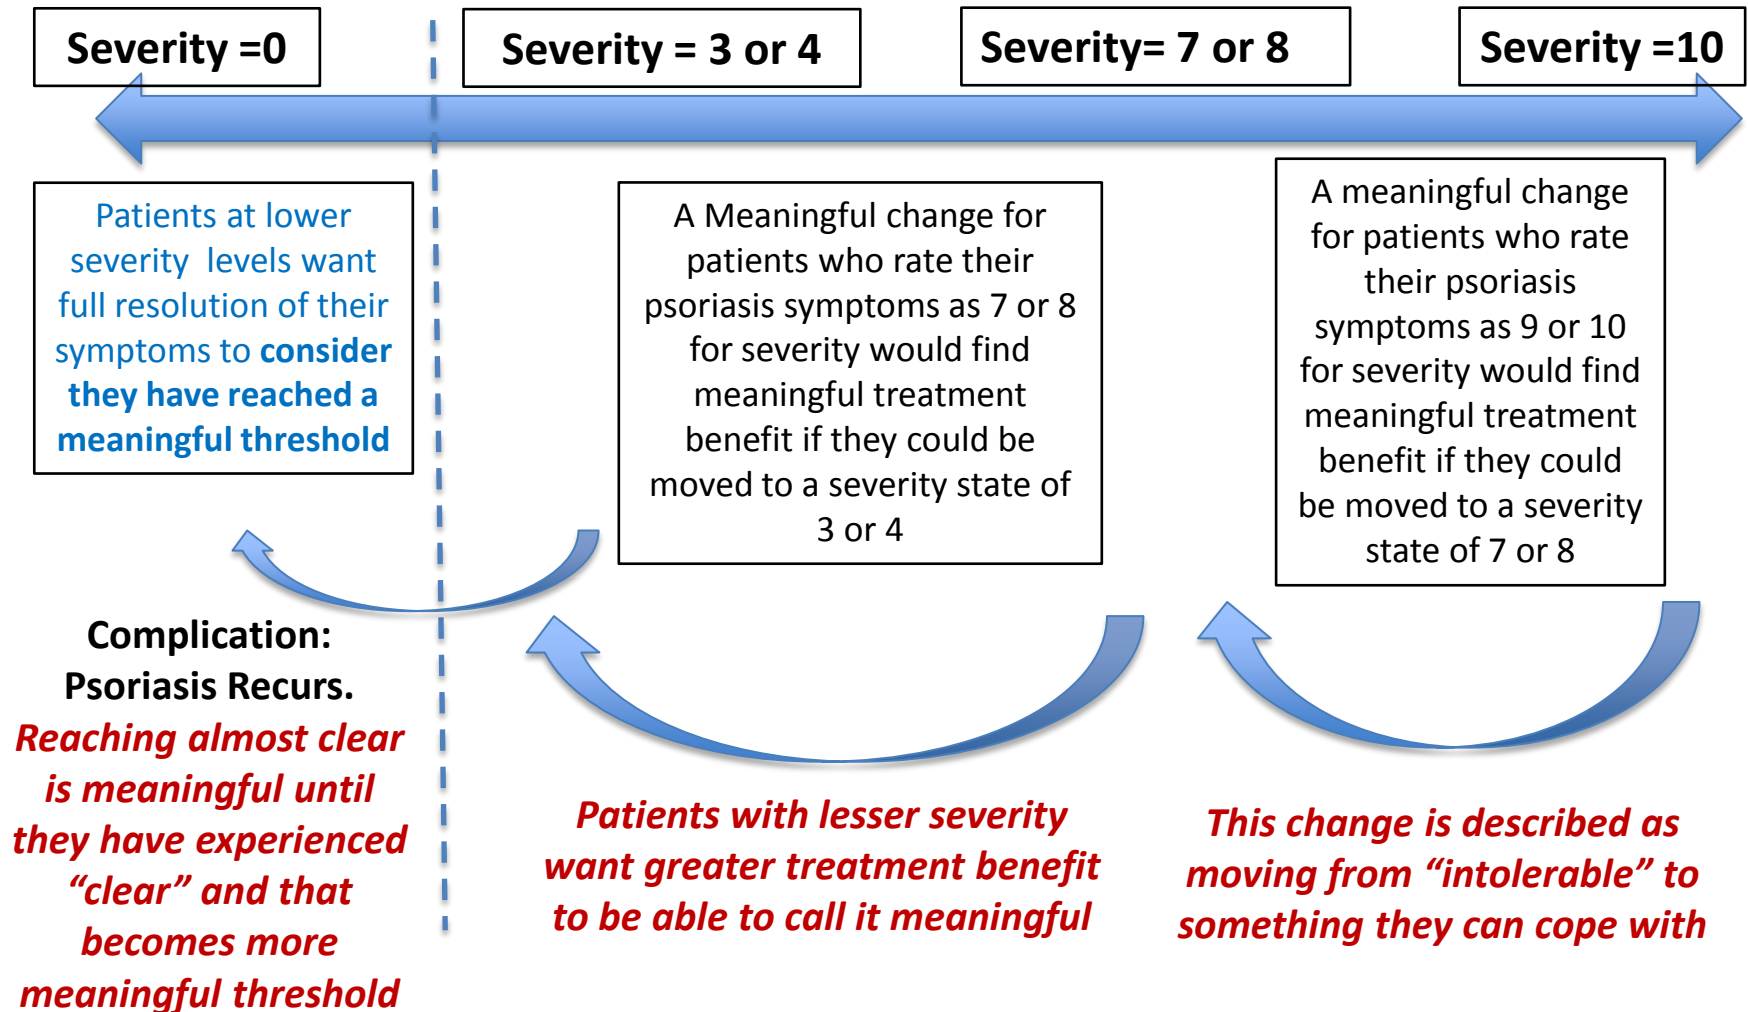 Severity =0
Severity = 3 or 4
Severity= 7 or 8
Severity =10
Patients at lower
severity levels want
full resolution of their
symptoms to consider
they have reached a
meaningful threshold
A Meaningful change for
patients who rate their
psoriasis symptoms as 7 or 8
for severity would find
meaningful treatment
benefit if they could be
moved to a severity state of
3 or 4
A meaningful change
for patients who rate
their psoriasis
symptoms as 9 or 10
for severity would find
meaningful treatment
benefit if they could
be moved to a severity
state of 7 or 8
Complication:
Psoriasis Recurs.
Reaching almost clear
is meaningful until
they have experienced
“clear” and that
becomes more
meaningful threshold
Patients with lesser severity
want greater treatment benefit
to be able to call it meaningful
This change is described as
moving from “intolerable” to
something they can cope with